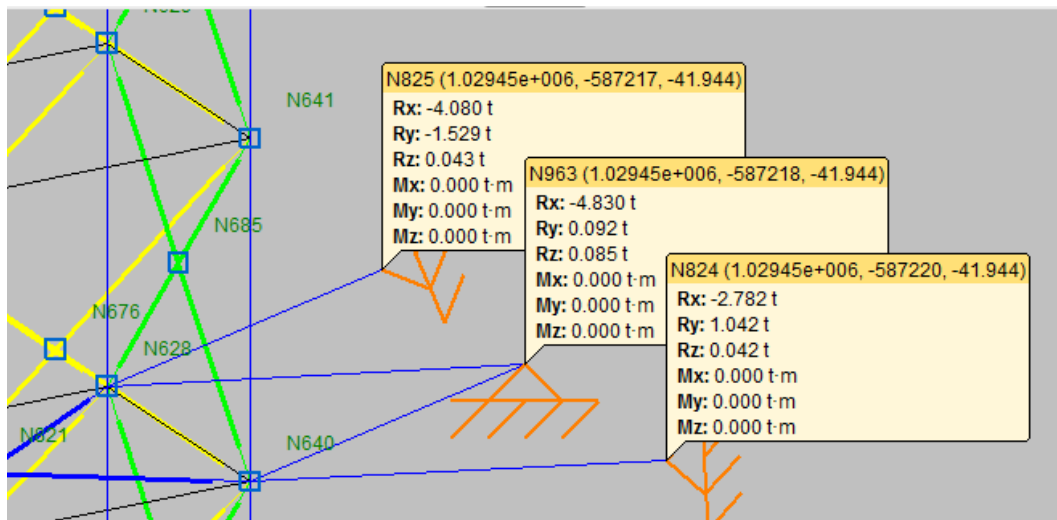 N641
N825 (1.02945e+006, -587217, -41.944)
Rx: -4.080 t
Ry: -1.529 t
Rz: 0.043 t
Mx: 0.000 t·m
My: 0.000 t·m
Mz: 0.000 t·m
N963 (1.02945e+006, -587218, -41.944)
Rx: -4.830 t
Ry: 0.092 t
Rz: 0.085 t
Mx: 0.000 t·m
My: 0.000 t·m
Mz: 0.000 t·m
N685
N824 (1.02945e+006, -587220, -41.944)
Rx: -2.782 t
Ry: 1.042 t
Rz: 0.042 t
Mx: 0.000 t·m
My: 0.000 t·m
Mz: 0.000 t·m
N676
N628
N621
N640